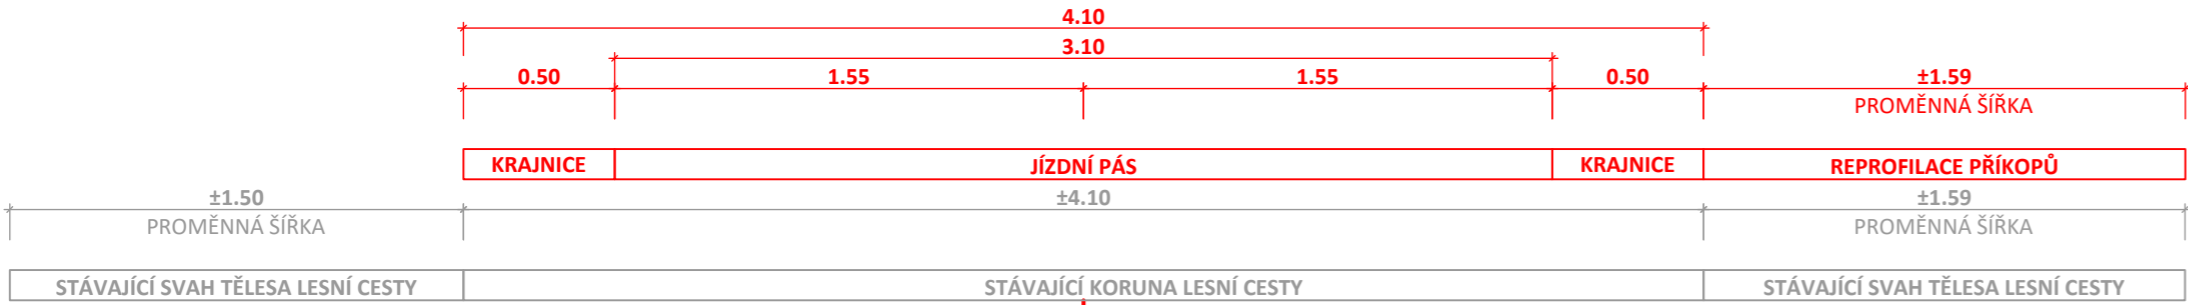 4.10
3.10
0.50 1.55 1.55 0.50 ±1.59
PROMĚNNÁ ŠÍŘKA
KRAJNICE JÍZDNÍ PÁS KRAJNICE REPROFILACE PŘÍKOPŮ
±1.50 ±4.10 ±1.59
PROMĚNNÁ ŠÍŘKA PROMĚNNÁ ŠÍŘKA
STÁVAJÍCÍ SVAH TĚLESA LESNÍ CESTY STÁVAJÍCÍ KORUNA LESNÍ CESTY STÁVAJÍCÍ SVAH TĚLESA LESNÍ CESTY